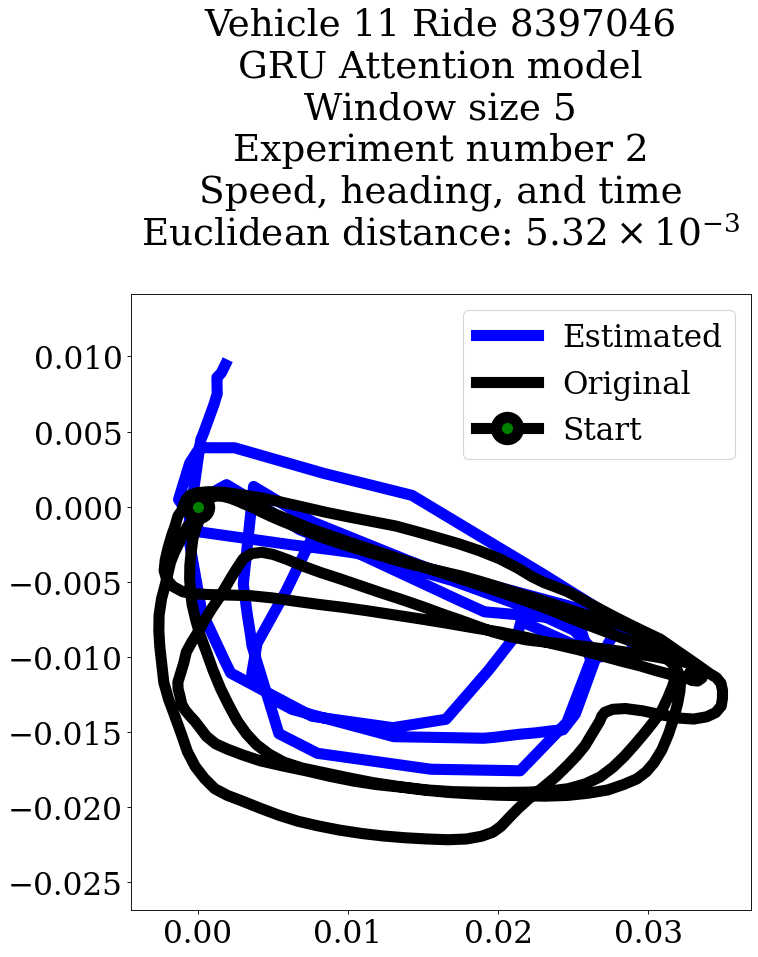 Vehicle 11 Ride 8397046
GRU Attention model
Window size 5
Experiment number 2
Speed, heading, and time
Euclidean distance: 5.32 × 10⁻³
Estimated
Original
Start
0.010
0.005
0.000
−0.005
−0.010
−0.015
−0.020
−0.025
0.00 0.01 0.02 0.03